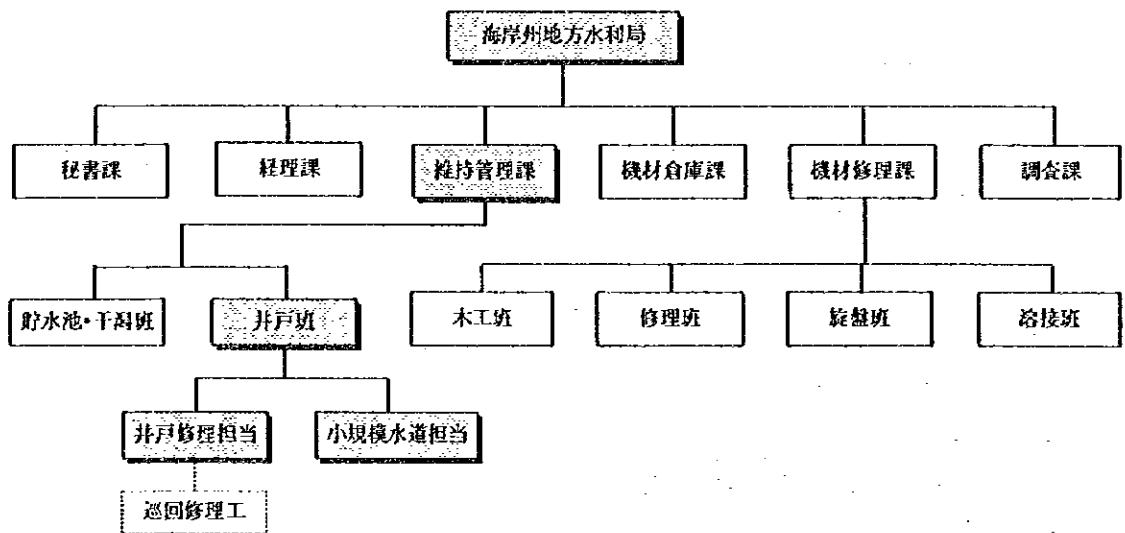 海岸州地方水利局
秘書課
経理課
維持管理課
機材倉庫課
機材修理課
調査課
貯水池・干潟班
井戸班
木工班
修理班
旋盤班
溶接班
井戸修理担当
小規模水道担当
巡回修理工